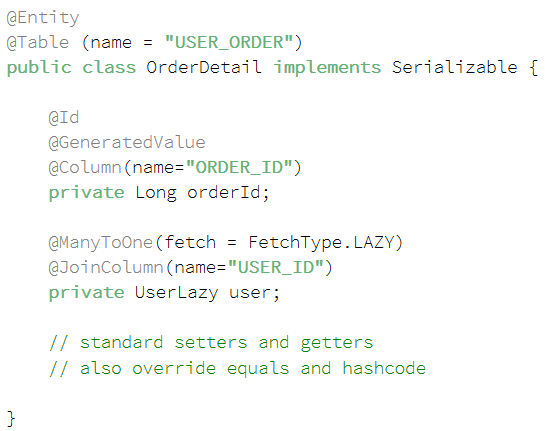 @Entity
@Table (name = "USER_ORDER")
public class OrderDetail implements Serializable {
@Id
@GeneratedValue
@Column(name="ORDER_ID")
private Long orderId;
@ManyToOne(fetch = FetchType.LAZY)
@JoinColumn(name="USER_ID")
private UserLazy user;
// standard setters and getters
// also override equals and hashcode
}